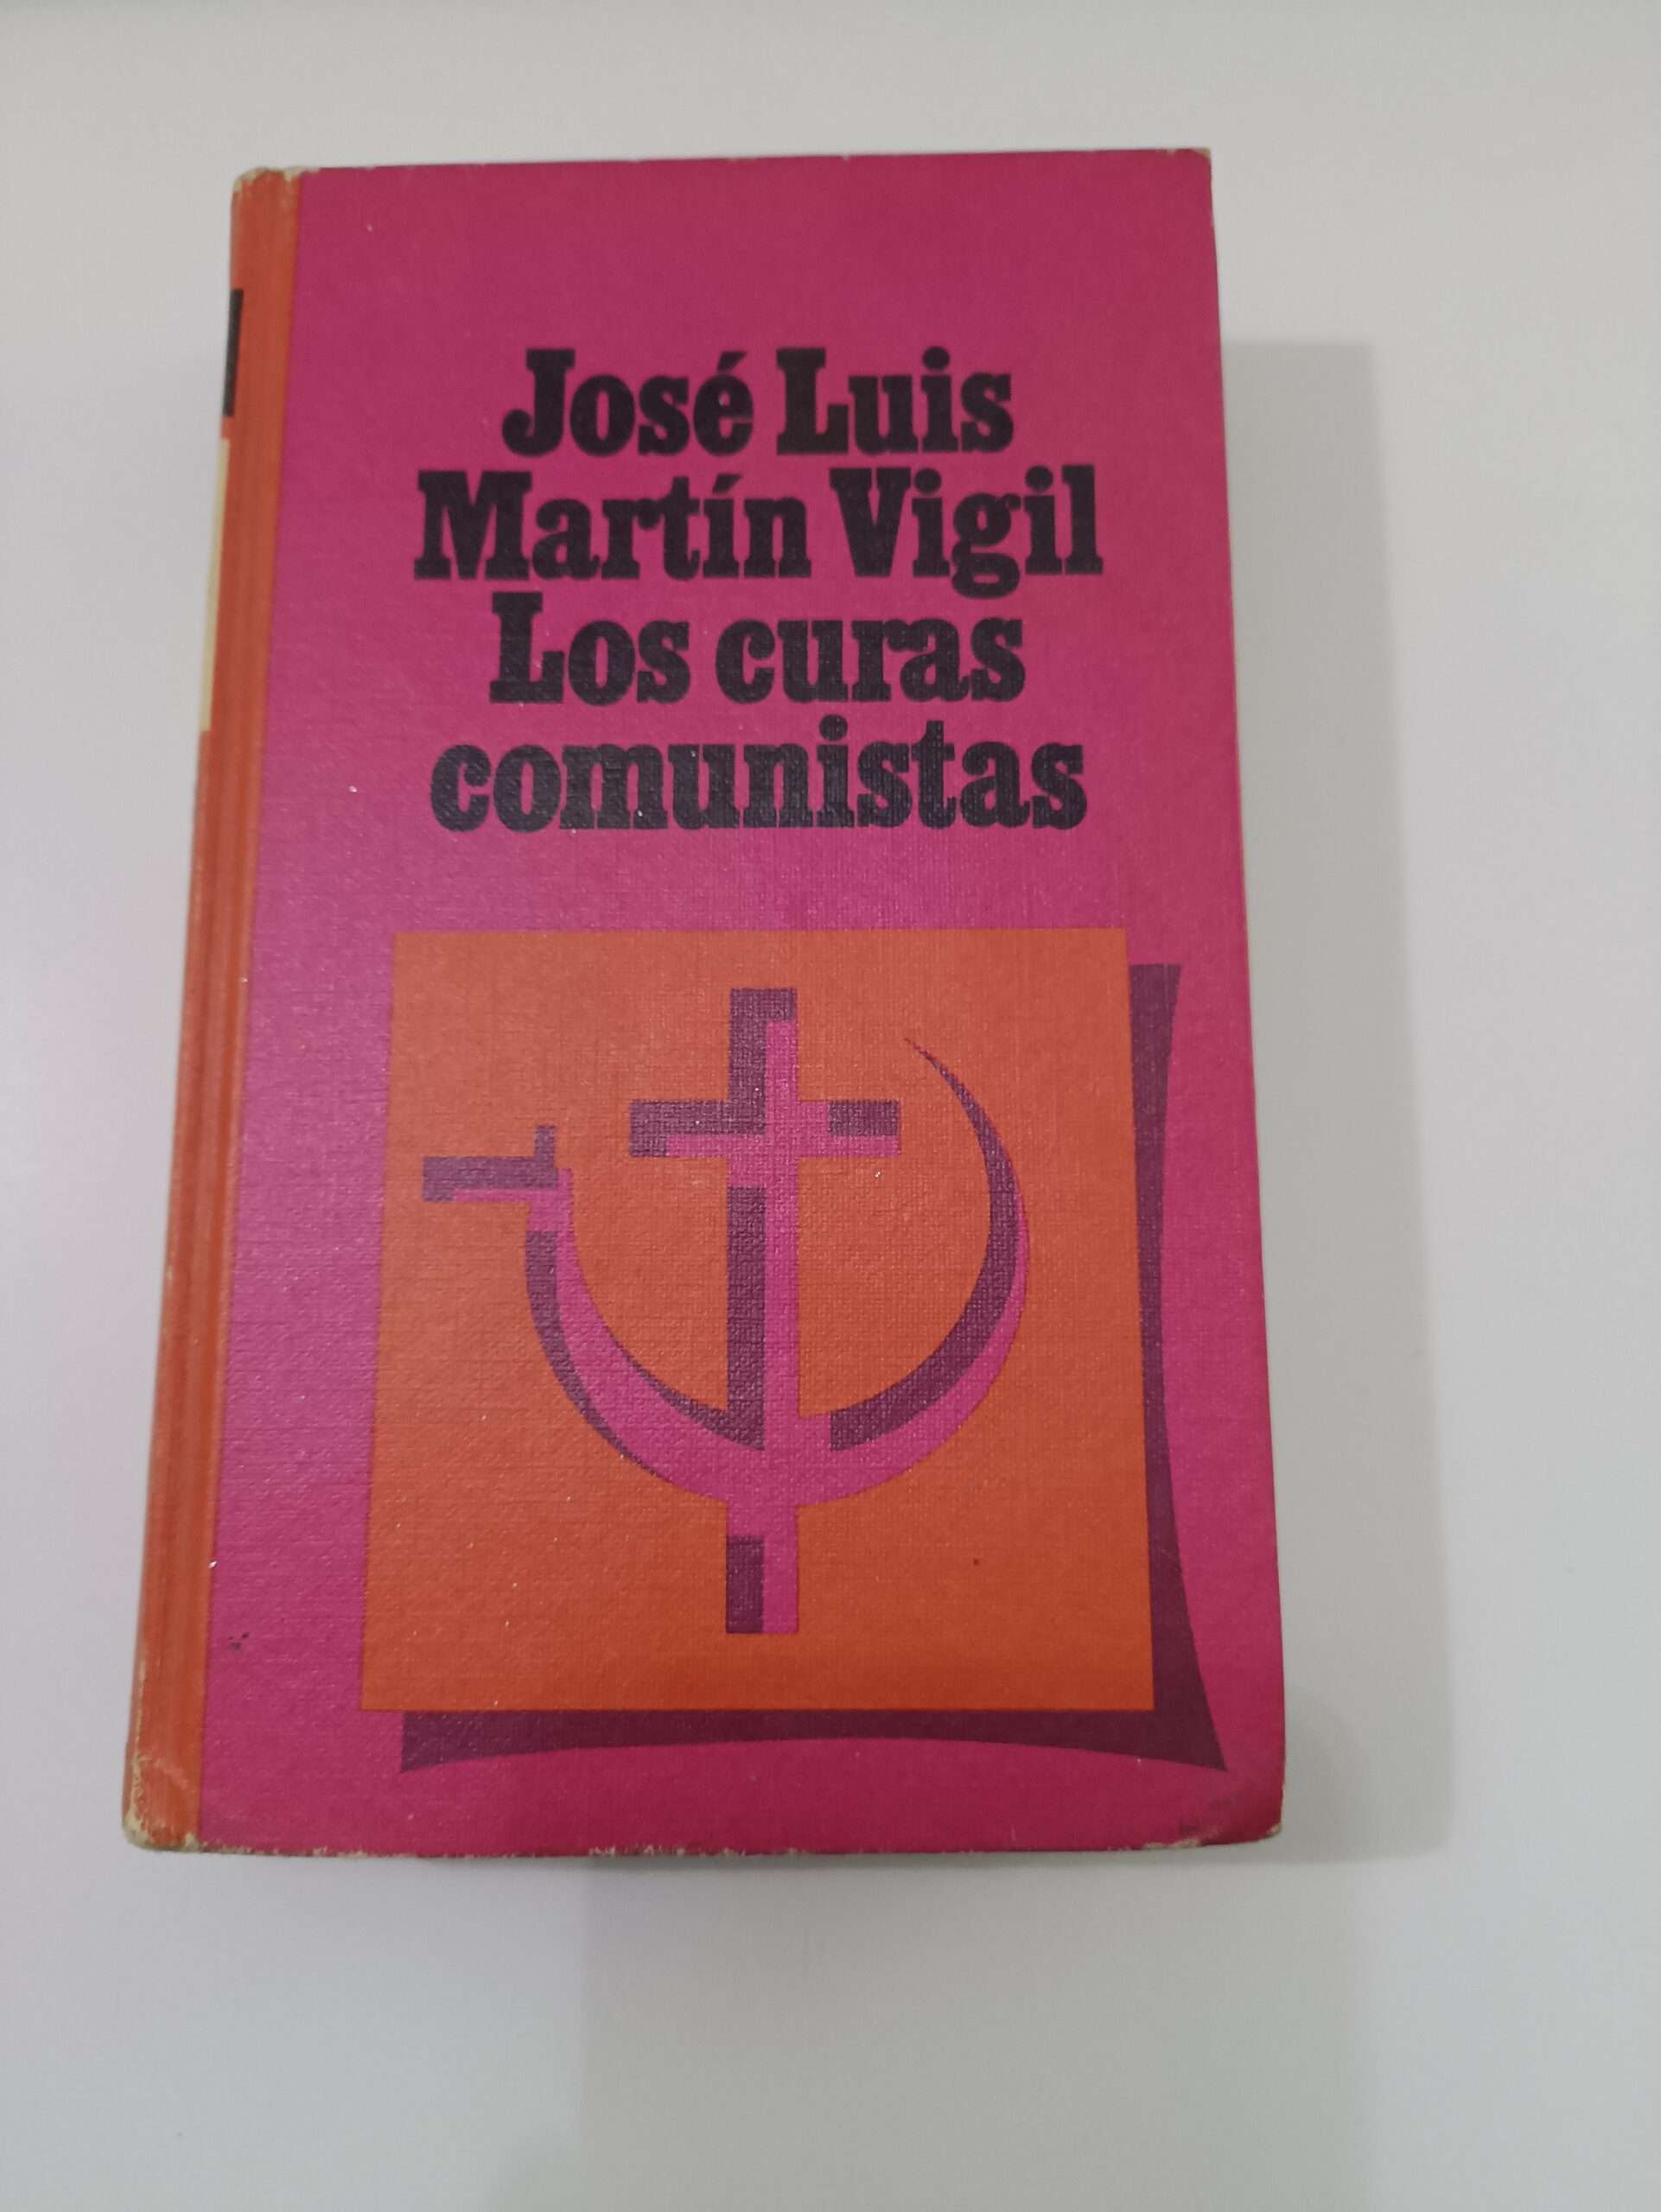 José Luis
Martín Vigil
Los curas
comunistas